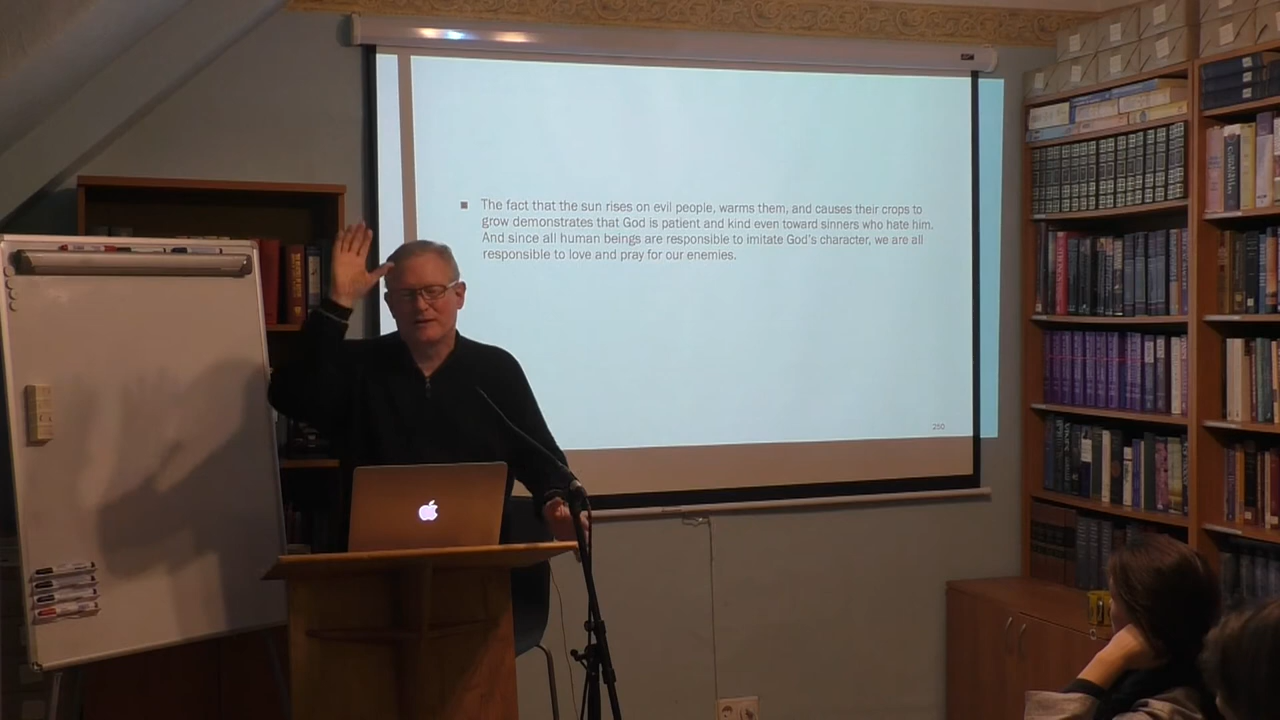 ■ The fact that the sun rises on evil people, warms them, and causes their crops to
grow demonstrates that God is patient and kind even toward sinners who hate him.
And since all human beings are responsible to imitate God's character, we are all
responsible to love and pray for our enemies.
250